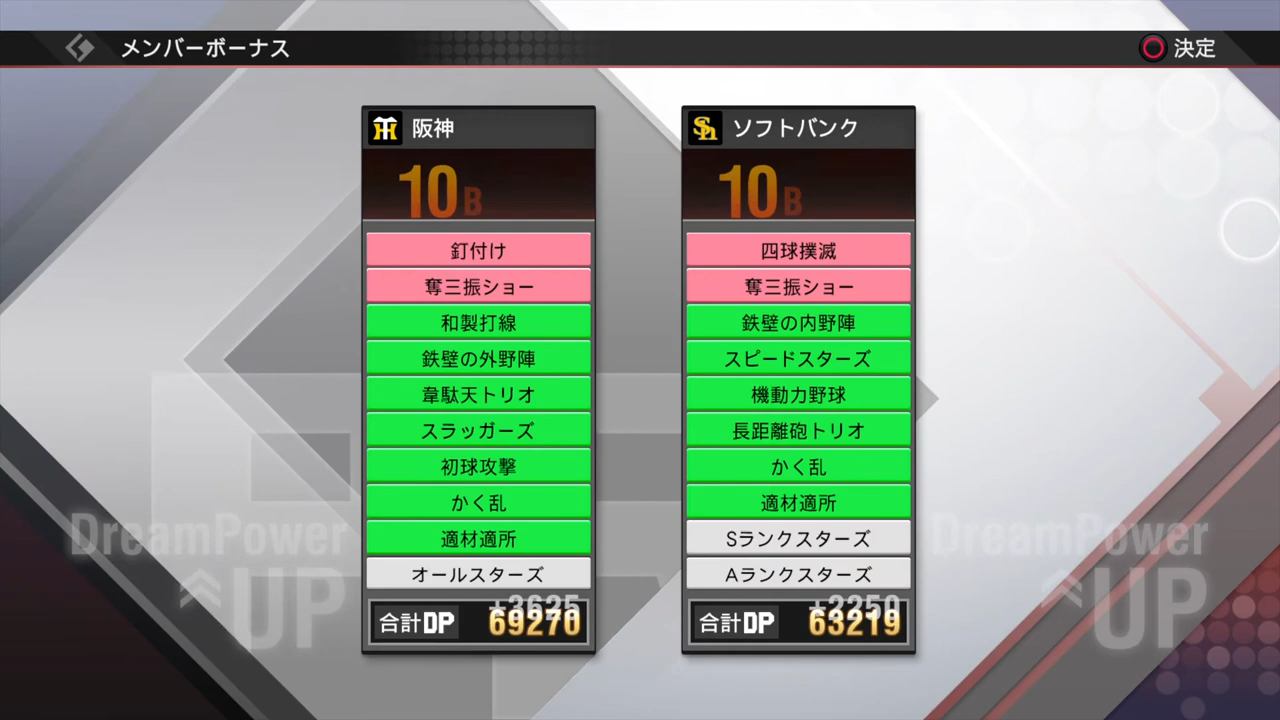 メンバーボーナス
決定
阪神
10B
釘付け
奪三振ショー
和製打線
鉄壁の外野陣
韋駄天トリオ
スラッガーズ
初球攻撃
かく乱
適材適所
オールスターズ
+3625
合計DP 69270
ソフトバンク
10B
四球撲滅
奪三振ショー
鉄壁の内野陣
スピードスターズ
機動力野球
長距離砲トリオ
かく乱
適材適所
Sランクスターズ
Aランクスターズ
+3250
合計DP 63219
DreamPower
UP
DreamPower
UP